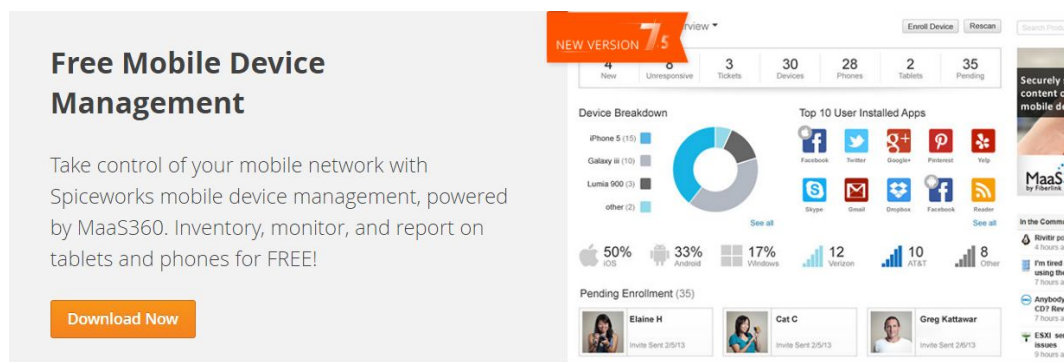 Free Mobile Device
Management
Take control of your mobile network with
Spiceworks mobile device management, powered
by MaaS360. Inventory, monitor, and report on
tablets and phones for FREE!
Download Now
NEW VERSION 7.5
rview
Enroll Device
Rescan
4
New
8
Unresponsive
3
Tickets
30
Devices
28
Phones
2
Tablets
35
Pending
Device Breakdown
iPhone 5 (15)
Galaxy iii (10)
Lumia 900 (3)
other (2)
See all
Top 10 User Installed Apps
Facebook
Twitter
Google+
Pinterest
Yelp
Skype
Gmail
Dropbox
Facebook
Reader
See all
50%
iOS
33%
Android
17%
Windows
12
Verizon
10
AT&T
8
Other
Pending Enrollment (35)
Elaine H
Invite Sent 2/5/13
Cat C
Invite Sent 2/5/13
Greg Kattawar
Invite Sent 2/6/13
Search
Securely
content o
mobile de
MaaS
by Fiberlink
In the Comm
Rivitir po
4 hours a
I'm tired
using the
7 hours a
Anybody
CD? Rev
7 hours a
ESXI ser
issues
9 hours a